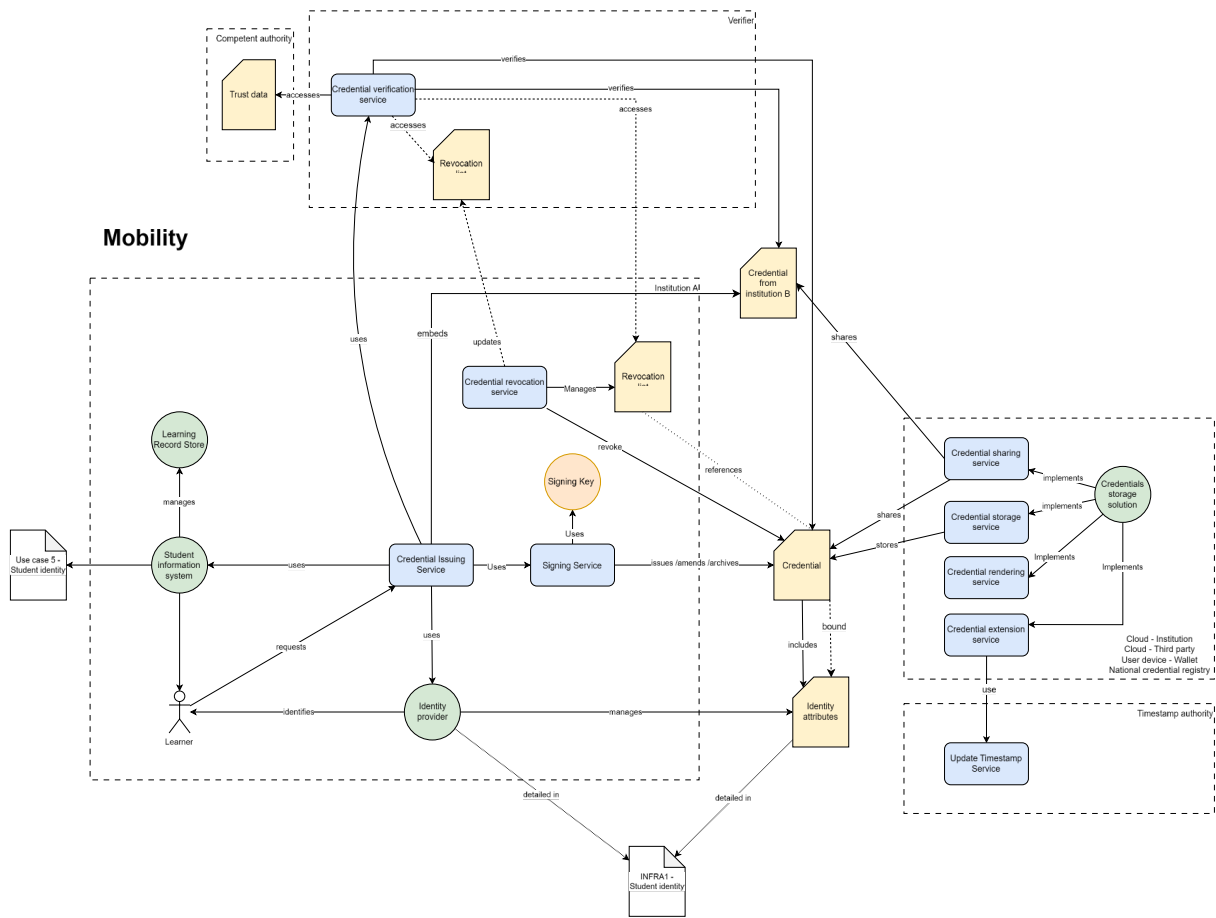 Verifier
Competent authority
Trust data
accesses
Credential verification
service
verifies
verifies
accesses
accesses
Revocation
Mobility
Institution A
Credential
from
institution B
embeds
uses
shares
updates
Credential revocation
service
Manages
Revocation
revoke
references
Learning
Record Store
manages
Signing Key
Uses
Credential sharing
service
implements
Credentials
storage
solution
shares
Credential storage
service
implements
stores
Use case 5 -
Student identity
Student
information
system
uses
Credential Issuing
Service
Uses
Signing Service
issues /amends /archives
Credential
Credential rendering
service
Implements
Implements
Credential extension
service
Cloud - Institution
Cloud - Third party
User device - Wallet
National credential registry
requests
uses
bound
includes
use
Learner
identifies
Identity
provider
manages
Identity
attributes
Timestamp authority
Update Timestamp
Service
detailed in
detailed in
INFRA1 -
Student identity